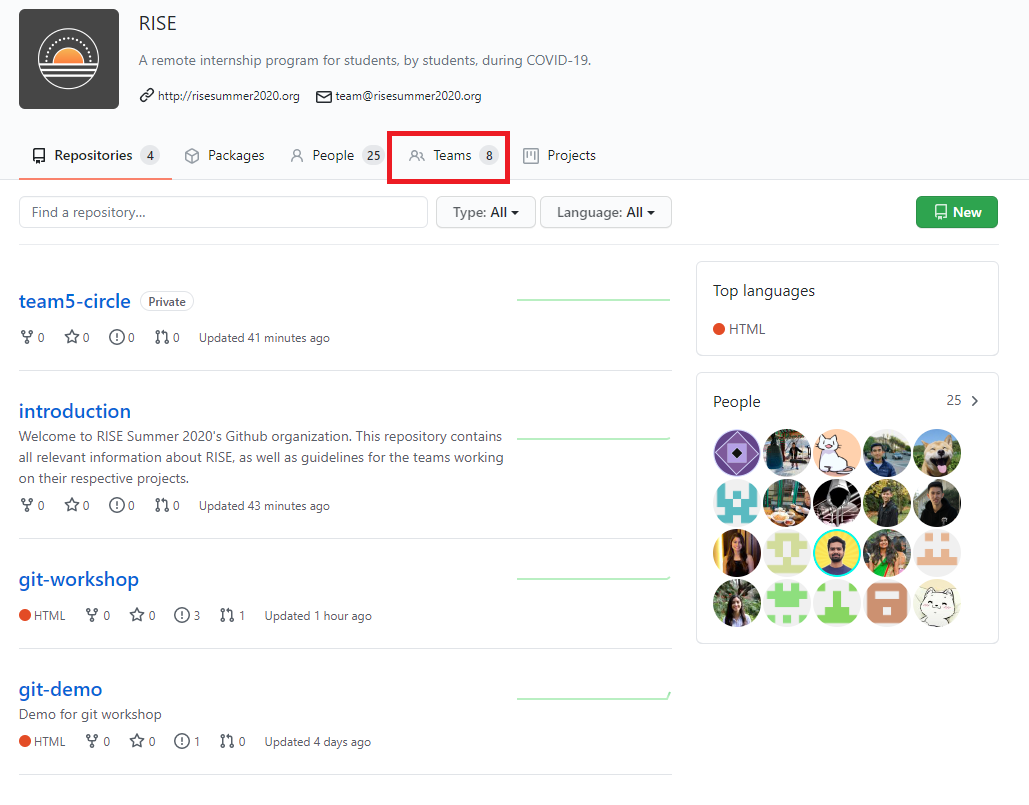 RISE
A remote internship program for students, by students, during COVID-19.
http://risesummer2020.org team@risesummer2020.org
Repositories 4 Packages People 25 Teams 8 Projects
Find a repository... Type: All Language: All New
team5-circle Private
0 0 0 0 Updated 41 minutes ago
introduction
Welcome to RISE Summer 2020's Github organization. This repository contains
all relevant information about RISE, as well as guidelines for the teams working
on their respective projects.
0 0 0 0 Updated 43 minutes ago
git-workshop
HTML 0 0 3 1 Updated 1 hour ago
git-demo
Demo for git workshop
HTML 0 0 1 0 Updated 4 days ago
Top languages
HTML
People 25